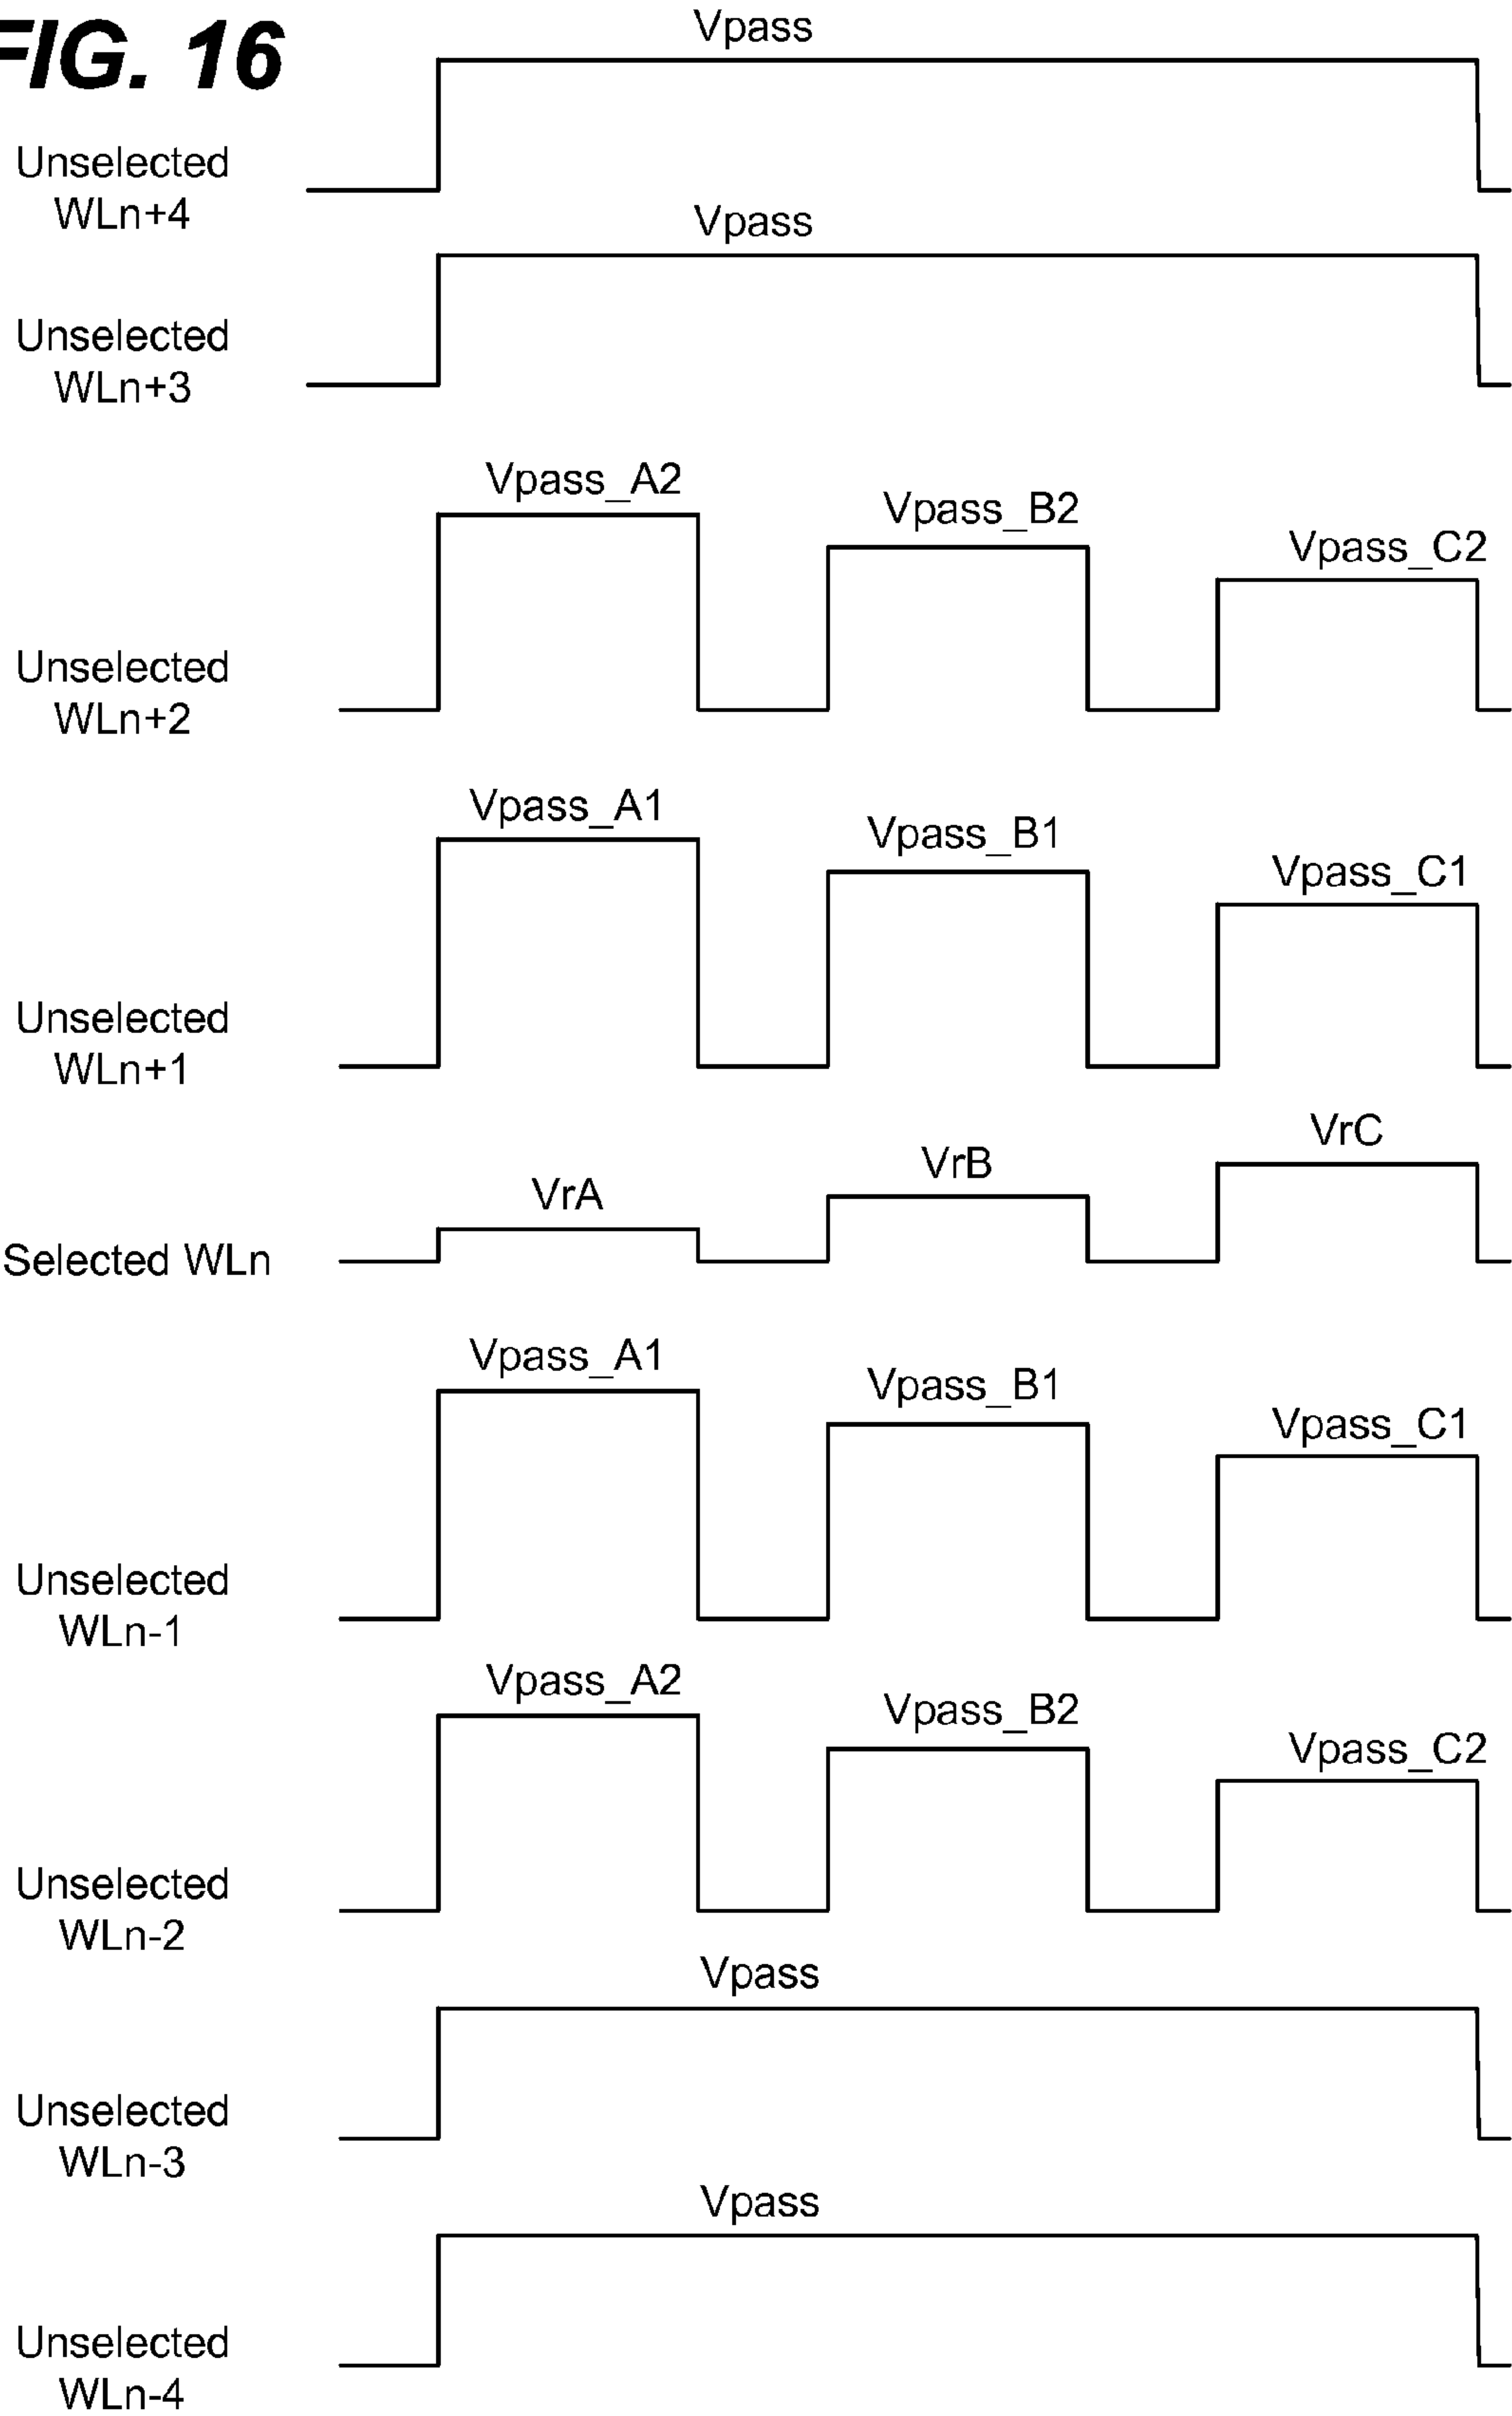 FIG. 16
Vpass
Unselected
WLn+4
Vpass
Unselected
WLn+3
Vpass_A2
Vpass_B2
Vpass_C2
Unselected
WLn+2
Vpass_A1
Vpass_B1
Vpass_C1
Unselected
WLn+1
VrA
VrB
VrC
Selected WLn
Vpass_A1
Vpass_B1
Vpass_C1
Unselected
WLn-1
Vpass_A2
Vpass_B2
Vpass_C2
Unselected
WLn-2
Vpass
Unselected
WLn-3
Vpass
Unselected
WLn-4